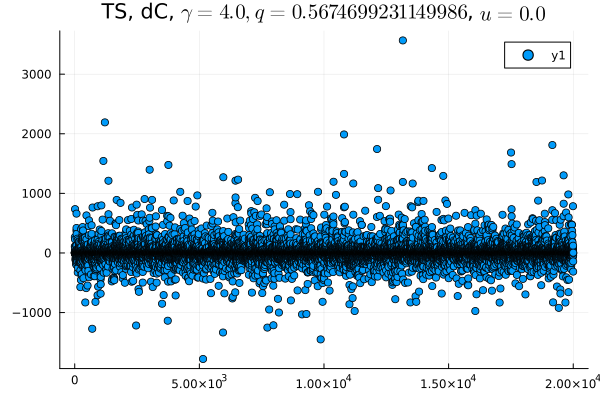 TS, dC, γ = 4.0, q = 0.5674699231149986, u = 0.0
y1
3000
2000
1000
0
−1000
0 5.00×10³ 1.00×10⁴ 1.50×10⁴ 2.00×10⁴